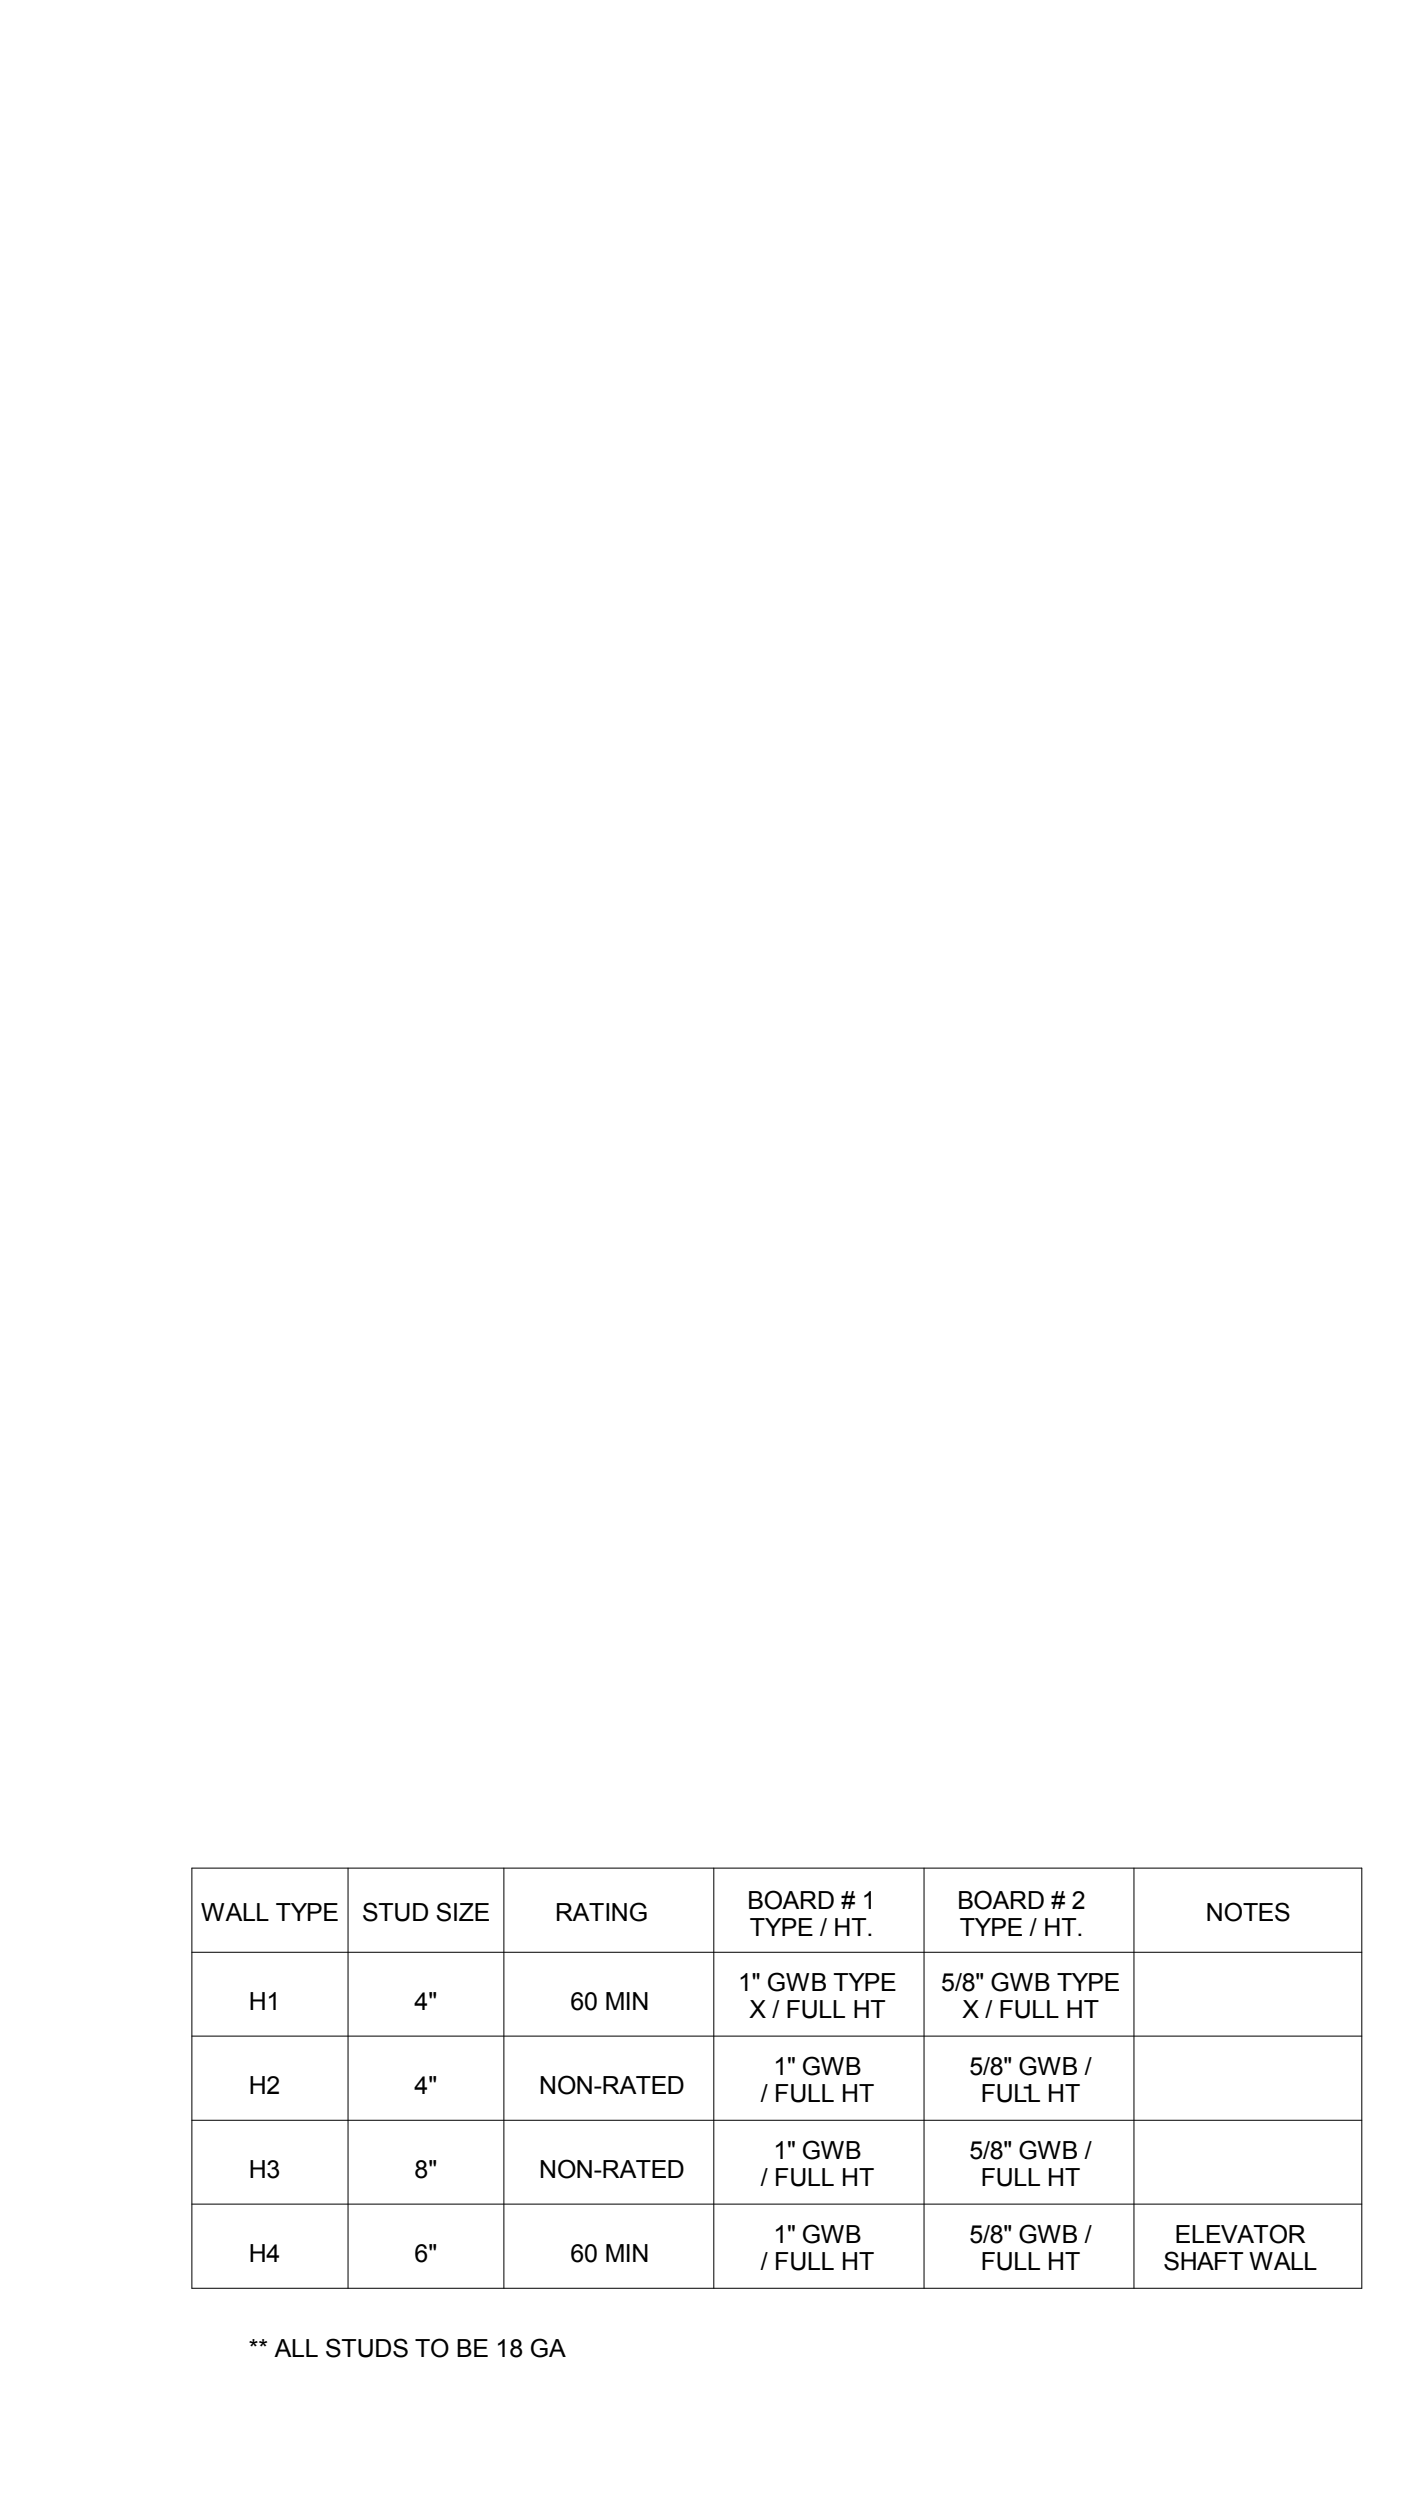 WALL TYPE STUD SIZE RATING BOARD # 1 TYPE / HT. BOARD # 2 TYPE / HT. NOTES
H1 4" 60 MIN 1" GWB TYPE X / FULL HT 5/8" GWB TYPE X / FULL HT
H2 4" NON-RATED 1" GWB / FULL HT 5/8" GWB / FULL HT
H3 8" NON-RATED 1" GWB / FULL HT 5/8" GWB / FULL HT
H4 6" 60 MIN 1" GWB / FULL HT 5/8" GWB / FULL HT ELEVATOR SHAFT WALL
** ALL STUDS TO BE 18 GA